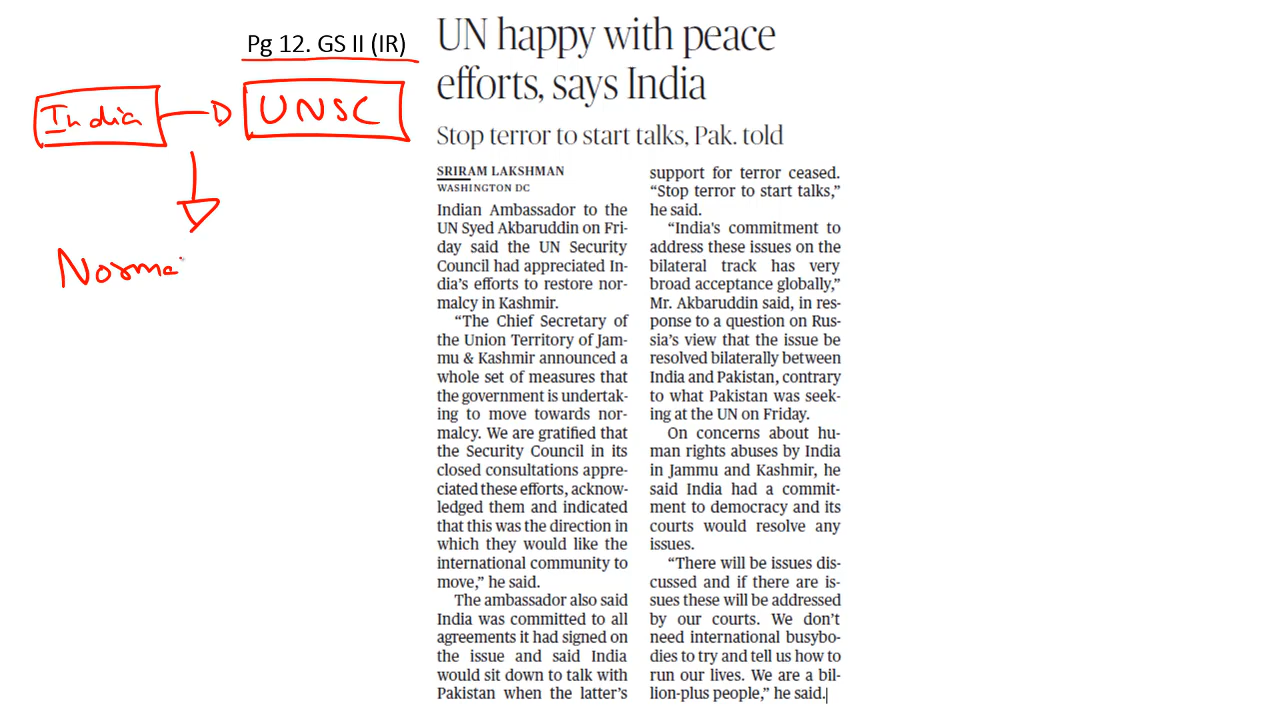 Pg 12. GS II (IR)
India
UNSC
Norma
UN happy with peace
efforts, says India
Stop terror to start talks, Pak. told
SRIRAM LAKSHMAN
WASHINGTON DC
Indian Ambassador to the
UN Syed Akbaruddin on Fri-
day said the UN Security
Council had appreciated In-
dia’s efforts to restore nor-
malcy in Kashmir.
“The Chief Secretary of
the Union Territory of Jam-
mu & Kashmir announced a
whole set of measures that
the government is undertak-
ing to move towards nor-
malcy. We are gratified that
the Security Council in its
closed consultations appre-
ciated these efforts, acknow-
ledged them and indicated
that this was the direction in
which they would like the
international community to
move,” he said.
The ambassador also said
India was committed to all
agreements it had signed on
the issue and said India
would sit down to talk with
Pakistan when the latter’s
support for terror ceased.
“Stop terror to start talks,”
he said.
“India's commitment to
address these issues on the
bilateral track has very
broad acceptance globally,”
Mr. Akbaruddin said, in res-
ponse to a question on Rus-
sia’s view that the issue be
resolved bilaterally between
India and Pakistan, contrary
to what Pakistan was seek-
ing at the UN on Friday.
On concerns about hu-
man rights abuses by India
in Jammu and Kashmir, he
said India had a commit-
ment to democracy and its
courts would resolve any
issues.
“There will be issues dis-
cussed and if there are is-
sues these will be addressed
by our courts. We don’t
need international busybo-
dies to try and tell us how to
run our lives. We are a bil-
lion-plus people,” he said.